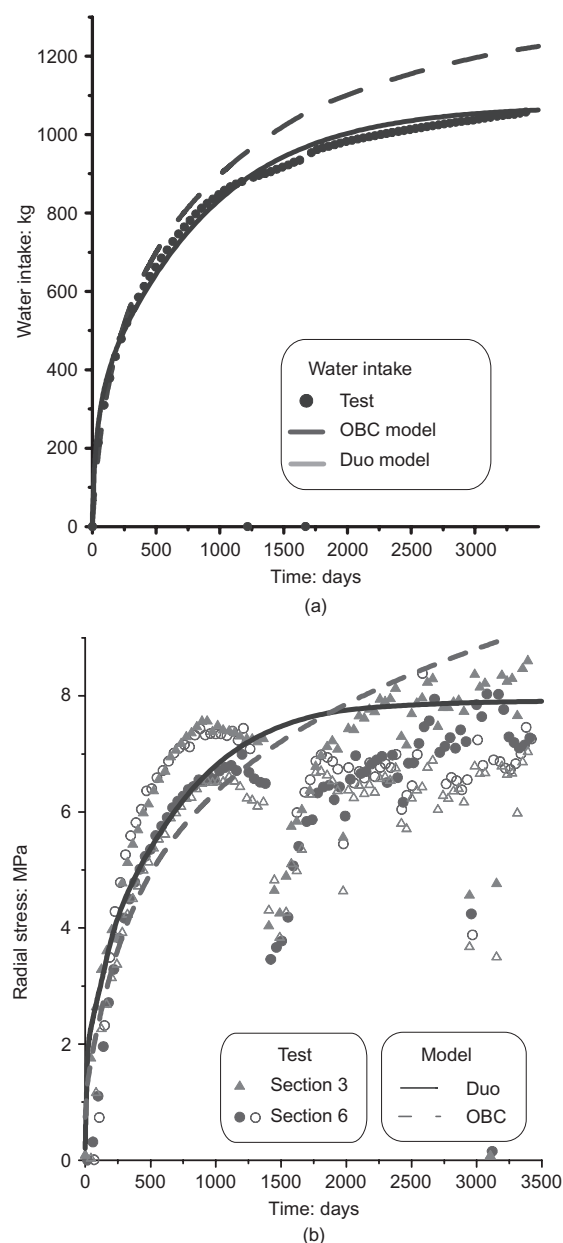 1200
1000
800
600
400
200
0
Water intake: kg
Water intake
Test
OBC model
Duo model
0 500 1000 1500 2000 2500 3000
Time: days
(a)
8
6
4
2
0
Radial stress: MPa
Test Model
Section 3 Duo
Section 6 OBC
0 500 1000 1500 2000 2500 3000 3500
Time: days
(b)